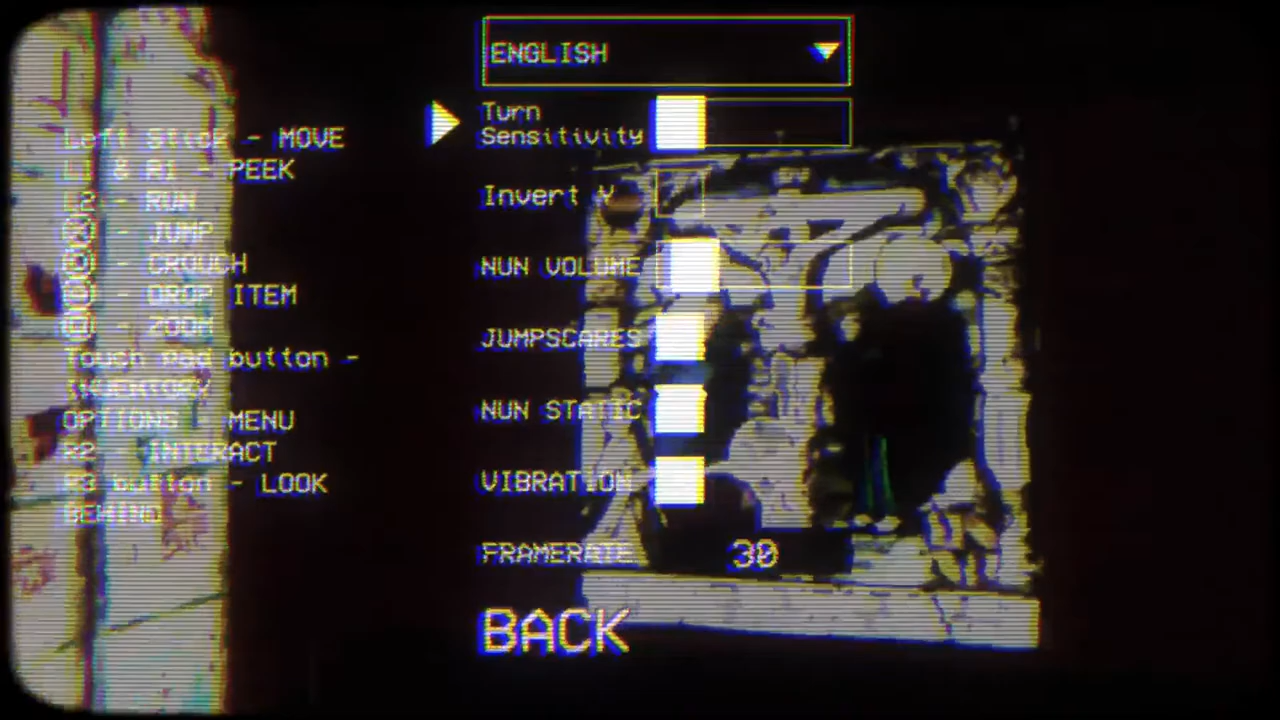 ENGLISH
Turn
Sensitivity
Invert Y
NUN VOLUME
JUMPSCARES
NUN STATIC
VIBRATION
FRAMERATE 30
BACK
Left Stick - MOVE
L1 & R1 - PEEK
- RUN
- JUMP
- CROUCH
- DROP ITEM
- ZOOM
Touch Pad button -
INVENTORY
OPTIONS - MENU
R2 - INTERACT
R3 button - LOOK
BEHIND